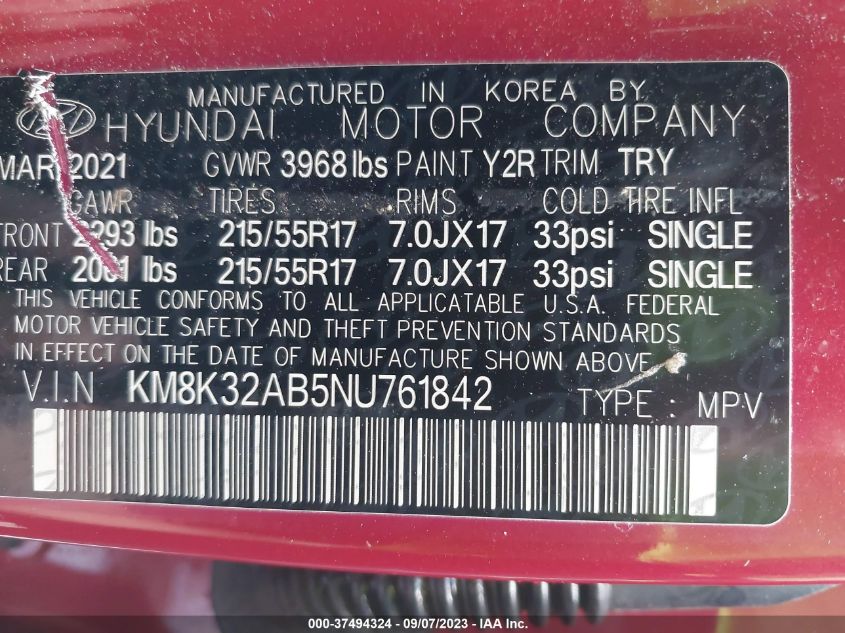 MANUFACTURED IN KOREA BY
HYUNDAI MOTOR COMPANY
MAR 2021 GVWR 3968 lbs PAINT Y2R TRIM TRY
GAWR TIRES RIMS COLD TIRE INFL
FRONT 2293 lbs 215/55R17 7.0JX17 33psi SINGLE
REAR lbs 215/55R17 7.0JX17 33psi SINGLE
THIS VEHICLE CONFORMS TO ALL APPLICATABLE U.S.A. FEDERAL
MOTOR VEHICLE SAFETY AND THEFT PREVENTION STANDARDS
IN EFFECT ON THE DATE OF MANUFACTURE SHOWN ABOVE.
V.I.N KM8K32AB5NU761842 TYPE : MPV
000-37494324 - 09/07/2023 - IAA Inc.